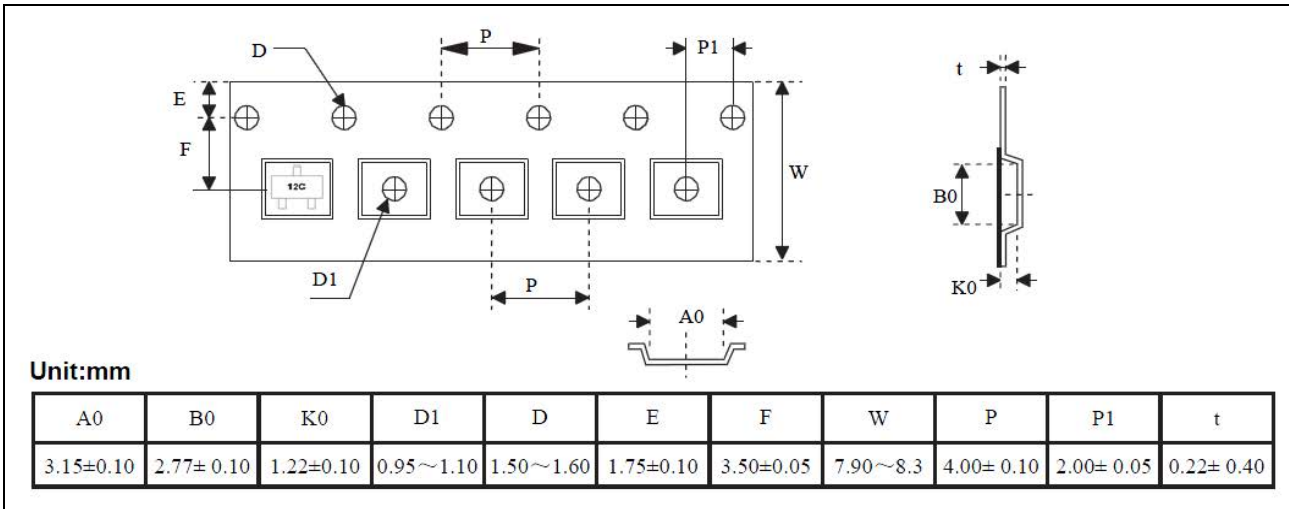 P
P1
D
t
E
F
12G
W
B0
D1
P
K0
A0
Unit:mm
A0 B0 K0 D1 D E F W P P1 t
3.15±0.10 2.77± 0.10 1.22±0.10 0.95～1.10 1.50～1.60 1.75±0.10 3.50±0.05 7.90～8.3 4.00± 0.10 2.00± 0.05 0.22± 0.40